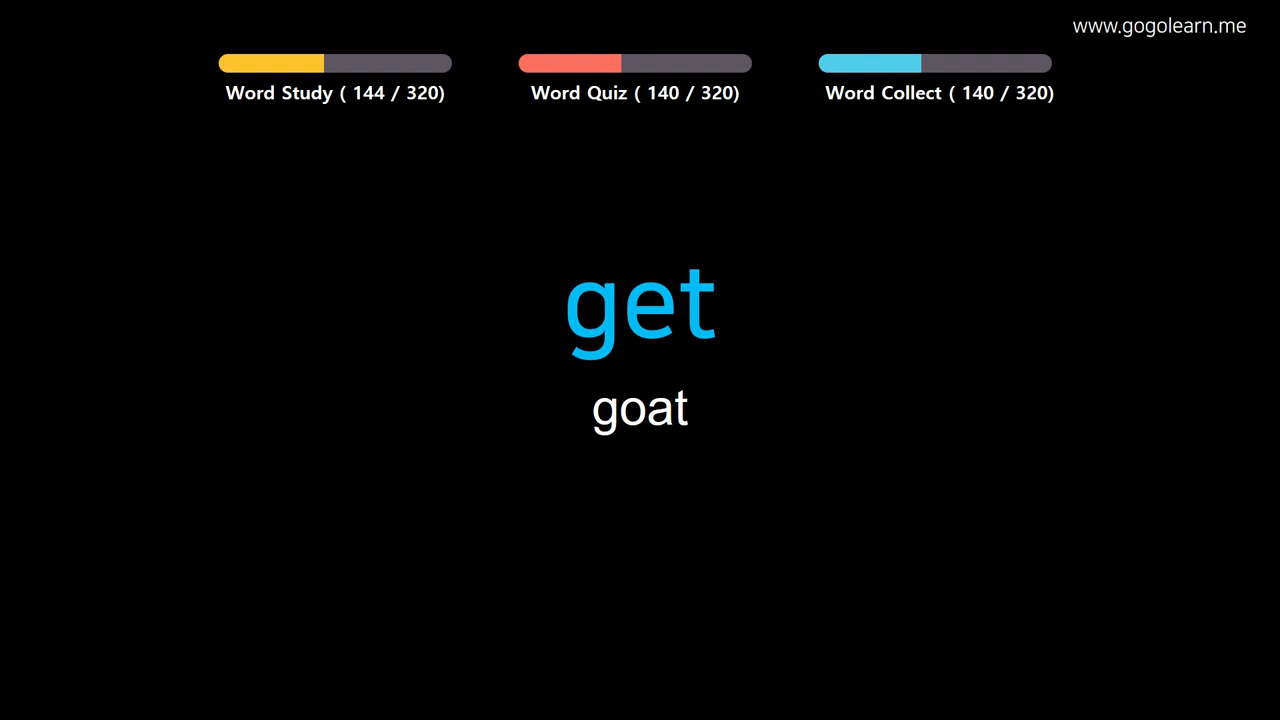 www.gogolearn.me
Word Study ( 144 / 320)
Word Quiz ( 140 / 320)
Word Collect ( 140 / 320)
get
goat